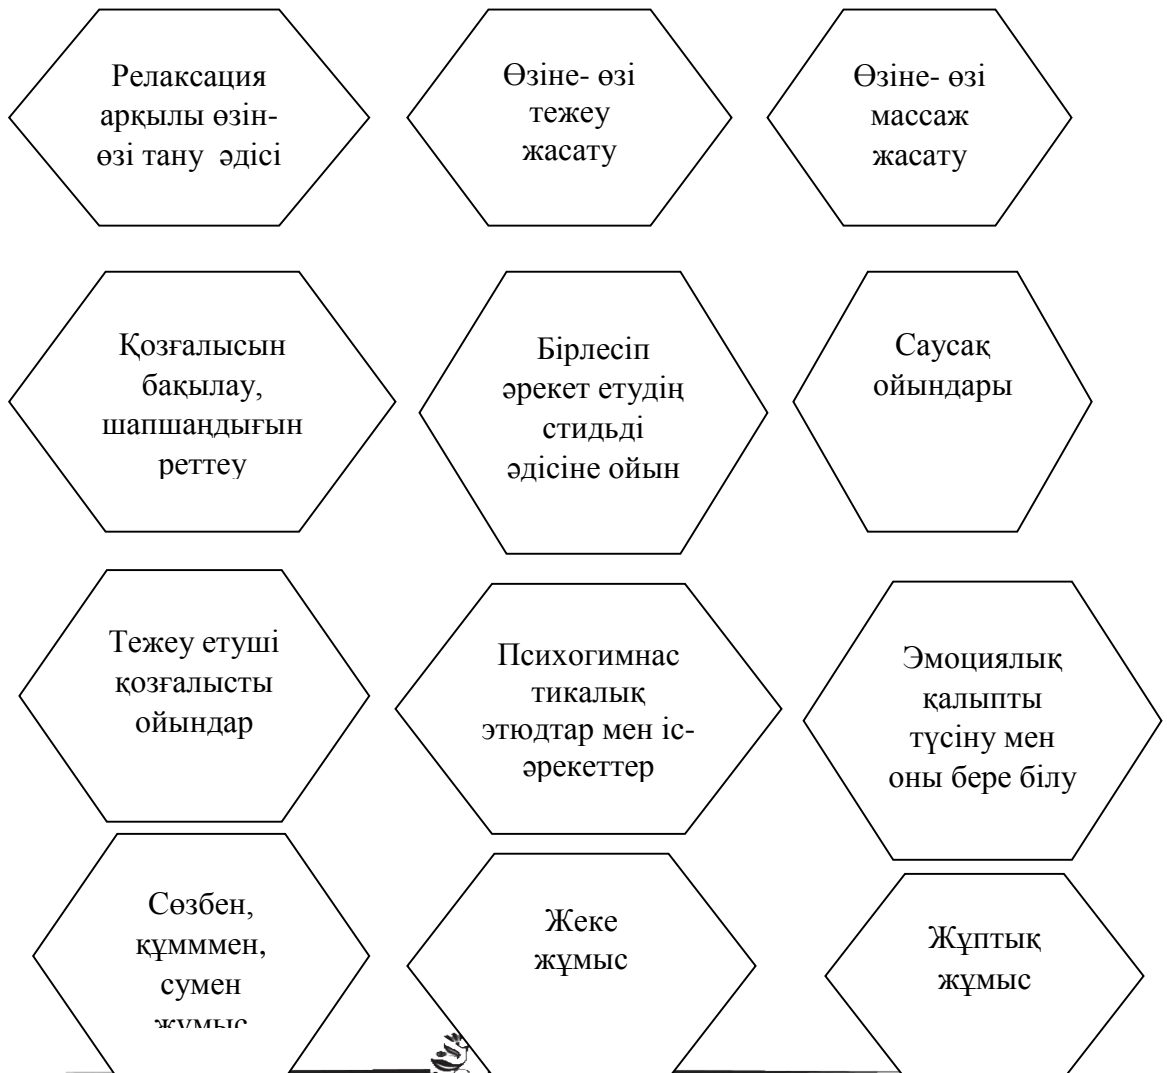 Релаксация
арқылы өзін-
өзі тану әдісі
Өзіне- өзі
тежеу
жасату
Өзіне- өзі
массаж
жасату
Қозғалысын
бақылау,
шапшаңдығын
реттеу
Бірлесіп
әрекет етудің
стидьді
әдісіне ойын
Саусақ
ойындары
Тежеу етуші
қозғалысты
ойындар
Психогимнас
тикалық
этюдтар мен іс-
әрекеттер
Эмоциялық
қалыпты
түсіну мен
оны бере білу
Сөзбен,
құмммен,
сумен
жұмыс
Жеке
жұмыс
Жұптық
жұмыс